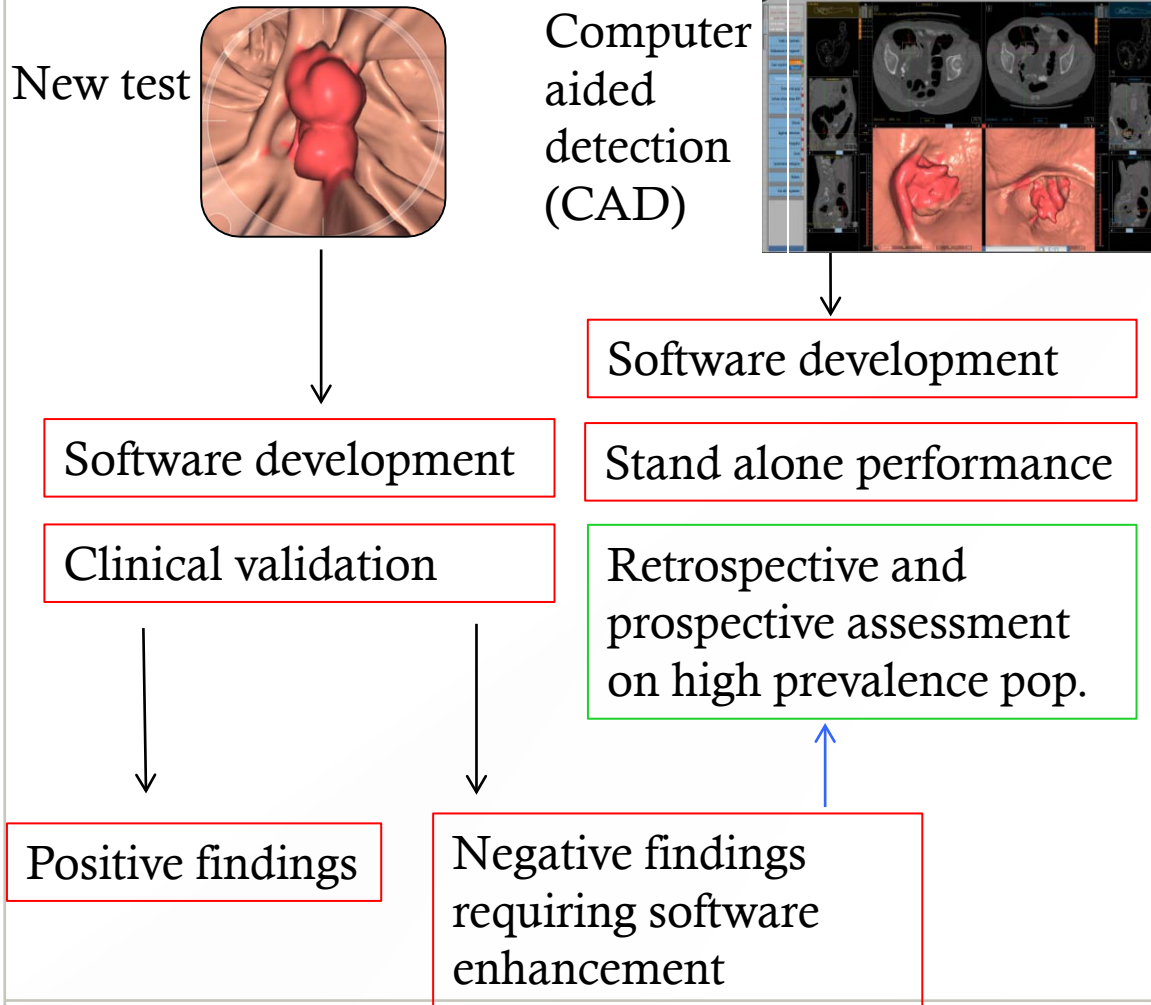 New test
Computer
aided
detection
(CAD)
Software development
Clinical validation
Positive findings
Negative findings
requiring software
enhancement
Software development
Stand alone performance
Retrospective and
prospective assessment
on high prevalence pop.